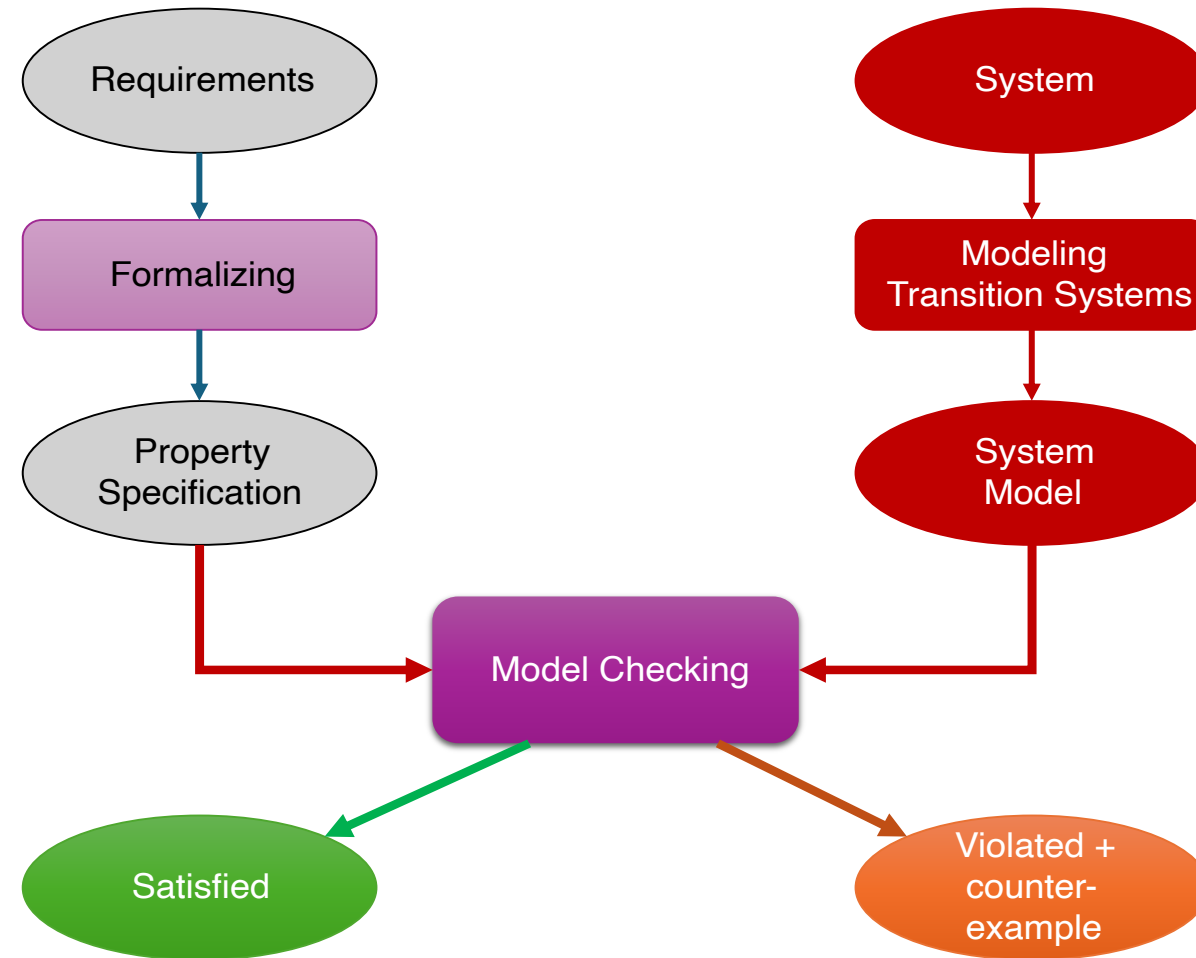 Requirements
System
Formalizing
Modeling
Transition Systems
Property
Specification
System
Model
Model Checking
Satisfied
Violated +
counter-
example